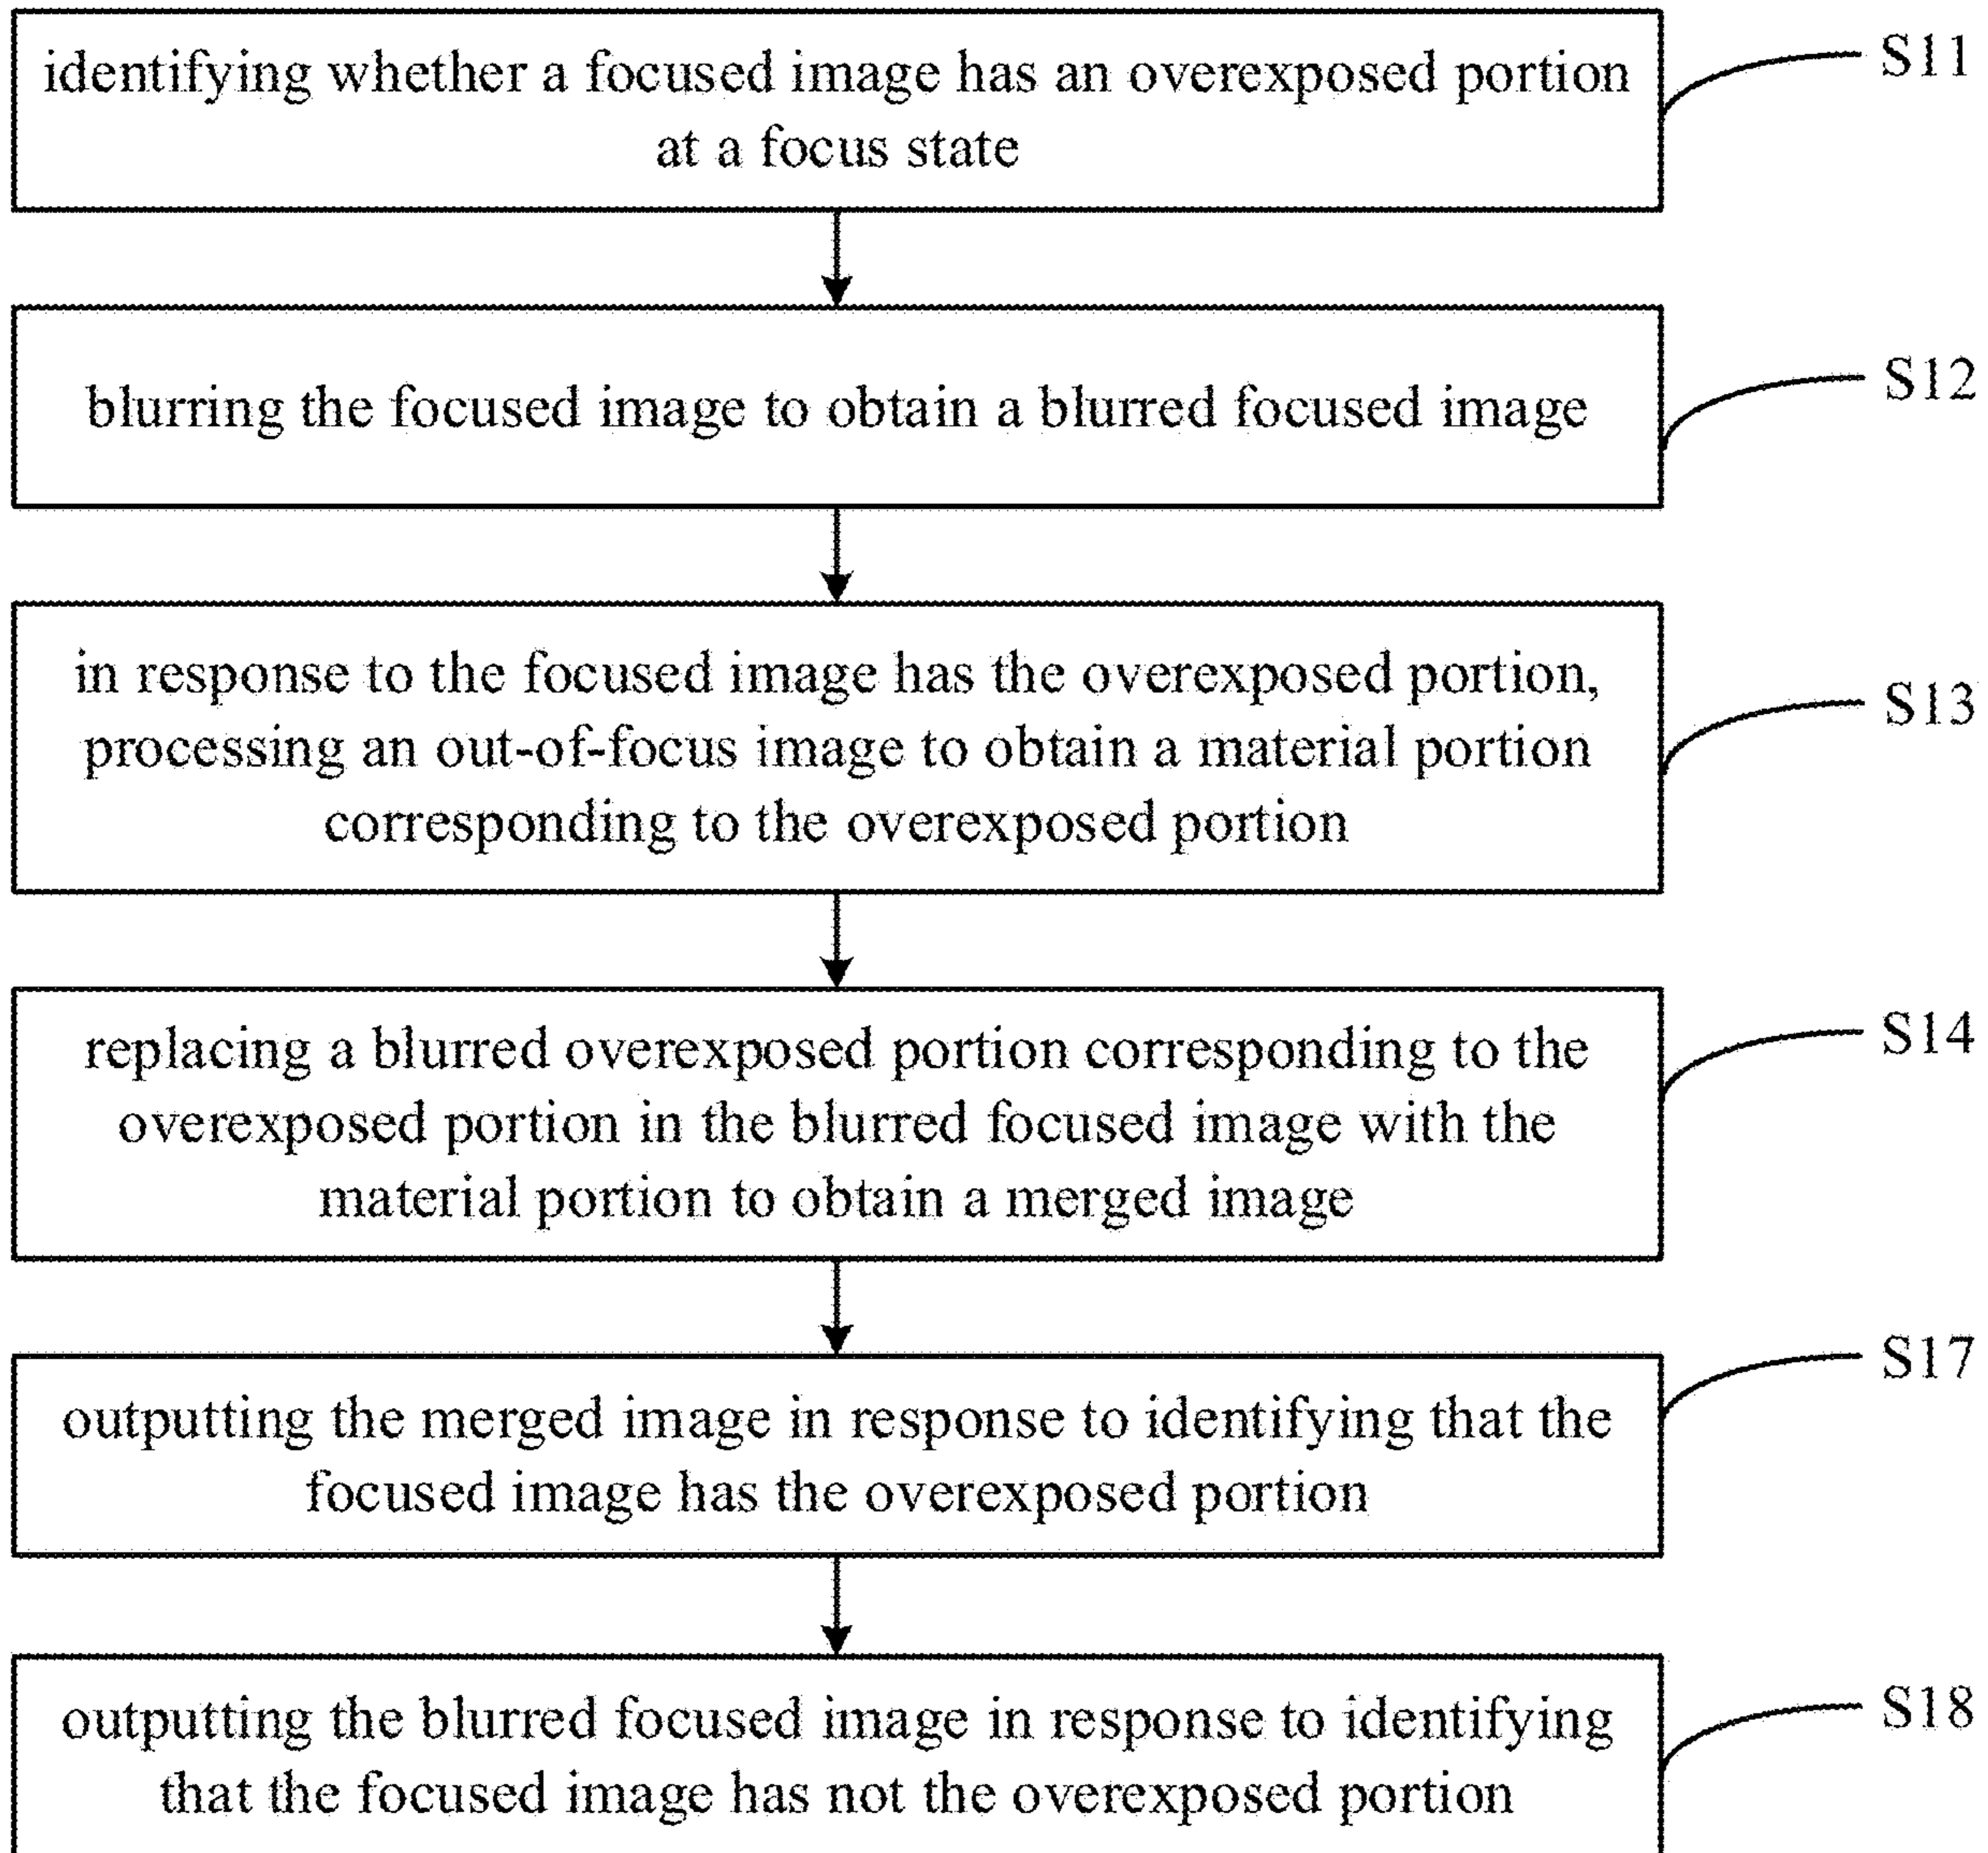 identifying whether a focused image has an overexposed portion
at a focus state
S11
blurring the focused image to obtain a blurred focused image
S12
in response to the focused image has the overexposed portion,
processing an out-of-focus image to obtain a material portion
corresponding to the overexposed portion
S13
replacing a blurred overexposed portion corresponding to the
overexposed portion in the blurred focused image with the
material portion to obtain a merged image
S14
outputting the merged image in response to identifying that the
focused image has the overexposed portion
S17
outputting the blurred focused image in response to identifying
that the focused image has not the overexposed portion
S18